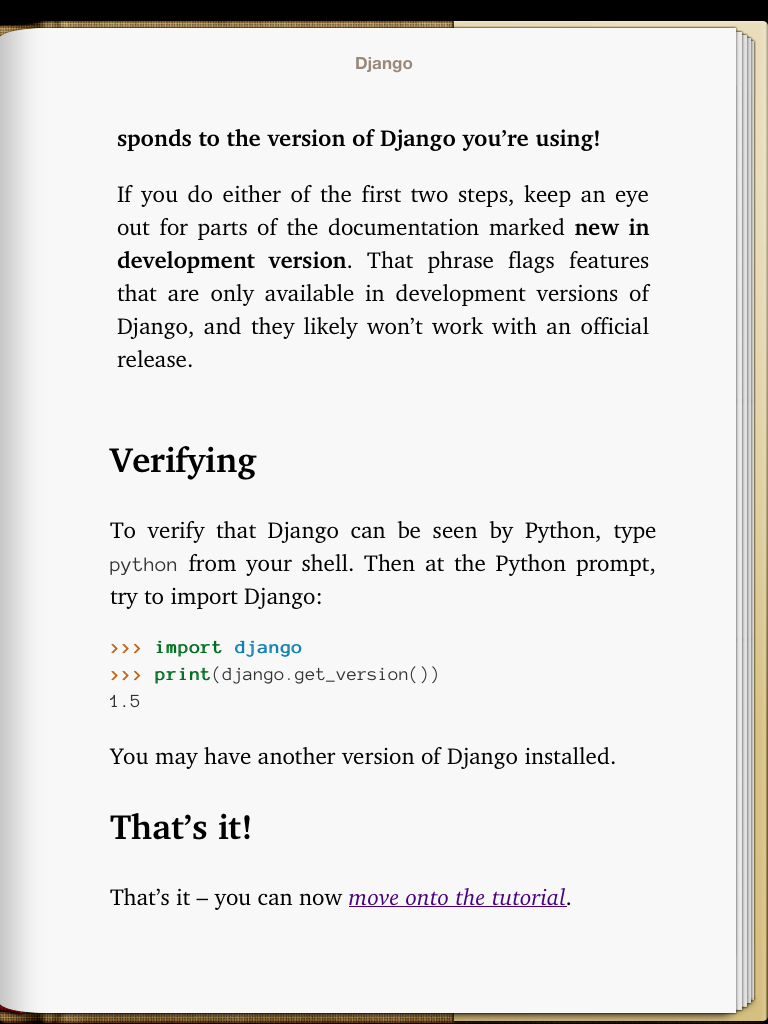 Django
sponds to the version of Django you’re using!
If you do either of the first two steps, keep an eye
out for parts of the documentation marked new in
development version. That phrase flags features
that are only available in development versions of
Django, and they likely won’t work with an official
release.
Verifying
To verify that Django can be seen by Python, type
python from your shell. Then at the Python prompt,
try to import Django:
>>> import django
>>> print(django.get_version())
1.5
You may have another version of Django installed.
That’s it!
That’s it – you can now move onto the tutorial.